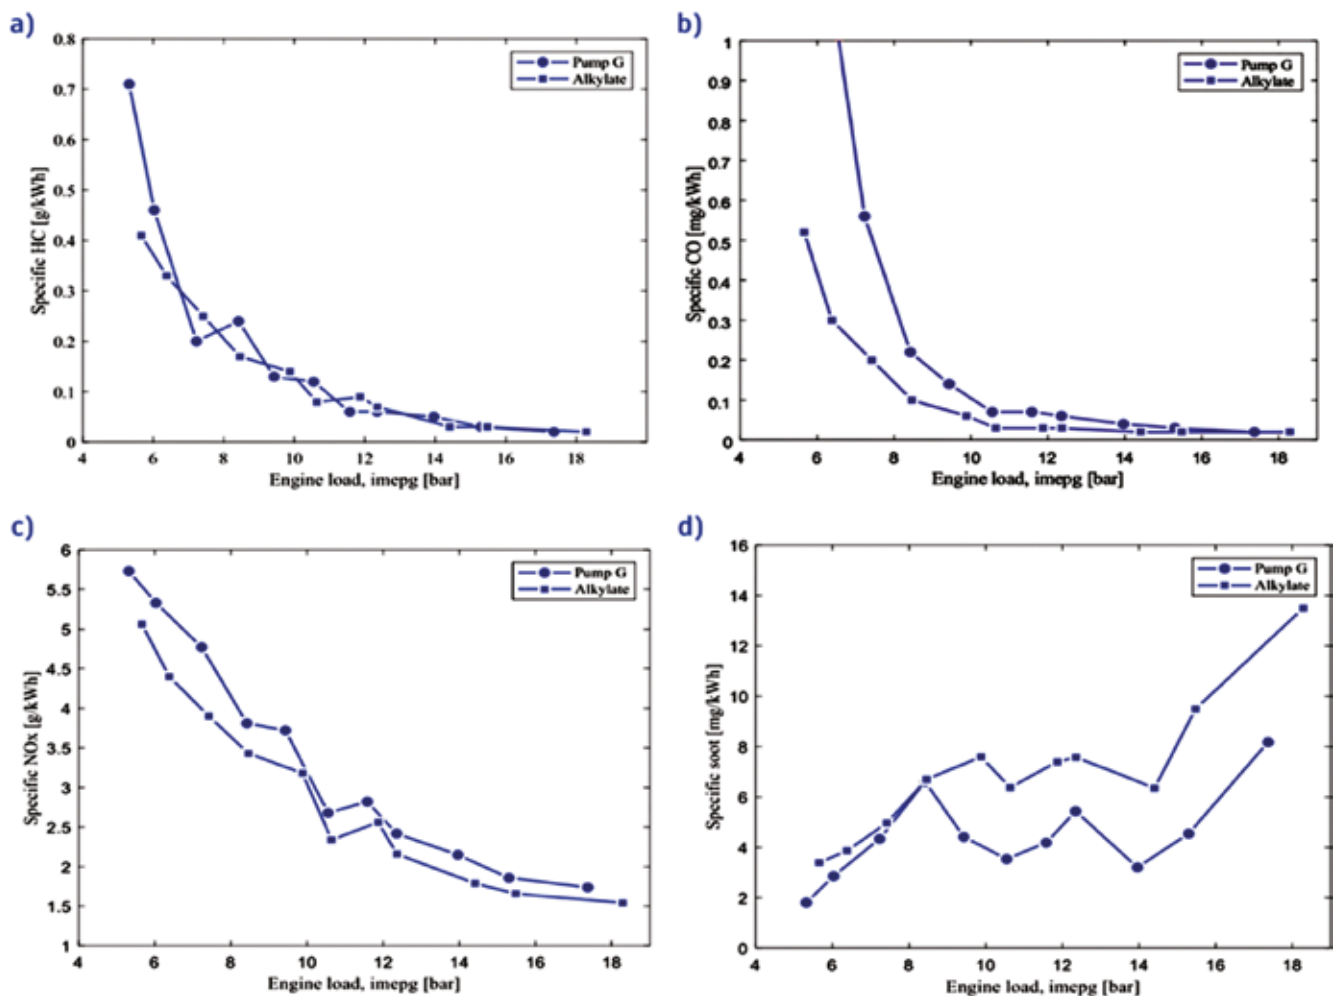 a)
0.8
0.7
0.6
0.5
0.4
0.3
0.2
0.1
0
Specific HC [g/kWh]
Pump G
Alkylate
4 6 8 10 12 14 16 18
Engine load, imepg [bar]
b)
1
0.9
0.8
0.7
0.6
0.5
0.4
0.3
0.2
0.1
0
Specific CO [mg/kWh]
Pump G
Alkylate
4 6 8 10 12 14 16 18
Engine load, imepg [bar]
c)
6
5.5
5
4.5
4
3.5
3
2.5
2
1.5
1
Specific NOx [g/kWh]
Pump G
Alkylate
4 6 8 10 12 14 16 18
Engine load, imepg [bar]
d)
16
14
12
10
8
6
4
2
0
Specific soot [mg/kWh]
Pump G
Alkylate
4 6 8 10 12 14 16 18
Engine load, imepg [bar]